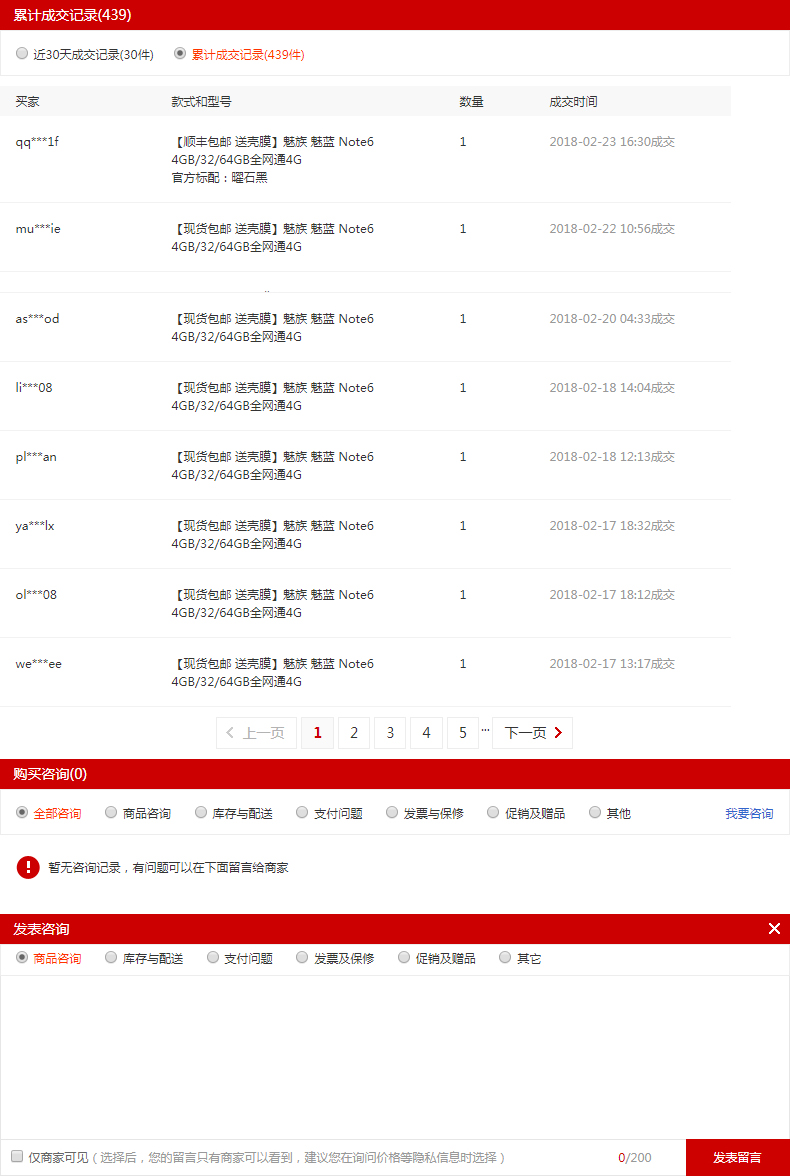 累计成交记录(439)
近30天成交记录(30件) 累计成交记录(439件)
买家 款式和型号 数量 成交时间
qq***1f 【顺丰包邮 送壳膜】魅族 魅蓝 Note6 1 2018-02-23 16:30成交
4GB/32/64GB全网通4G
官方标配：曜石黑
mu***ie 【现货包邮 送壳膜】魅族 魅蓝 Note6 1 2018-02-22 10:56成交
4GB/32/64GB全网通4G
as***od 【现货包邮 送壳膜】魅族 魅蓝 Note6 1 2018-02-20 04:33成交
4GB/32/64GB全网通4G
li***08 【现货包邮 送壳膜】魅族 魅蓝 Note6 1 2018-02-18 14:04成交
4GB/32/64GB全网通4G
pl***an 【现货包邮 送壳膜】魅族 魅蓝 Note6 1 2018-02-18 12:13成交
4GB/32/64GB全网通4G
ya***lx 【现货包邮 送壳膜】魅族 魅蓝 Note6 1 2018-02-17 18:32成交
4GB/32/64GB全网通4G
ol***08 【现货包邮 送壳膜】魅族 魅蓝 Note6 1 2018-02-17 18:12成交
4GB/32/64GB全网通4G
we***ee 【现货包邮 送壳膜】魅族 魅蓝 Note6 1 2018-02-17 13:17成交
4GB/32/64GB全网通4G
上一页 1 2 3 4 5 ... 下一页
购买咨询(0)
全部咨询 商品咨询 库存与配送 支付问题 发票与保修 促销及赠品 其他 我要咨询
暂无咨询记录，有问题可以在下面留言给商家
发表咨询
商品咨询 库存与配送 支付问题 发票及保修 促销及赠品 其它
仅商家可见（选择后，您的留言只有商家可以看到，建议您在询问价格等隐私信息时选择） 0/200 发表留言